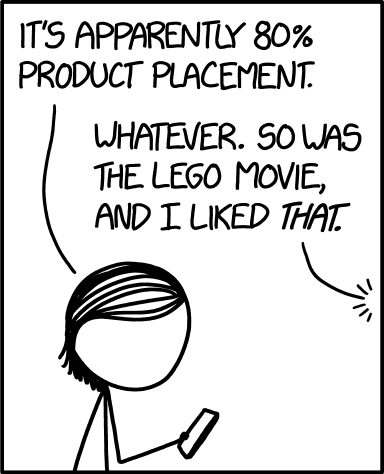 IT'S APPARENTLY 80%
PRODUCT PLACEMENT.
WHATEVER. SO WAS
THE LEGO MOVIE,
AND I LIKED THAT.